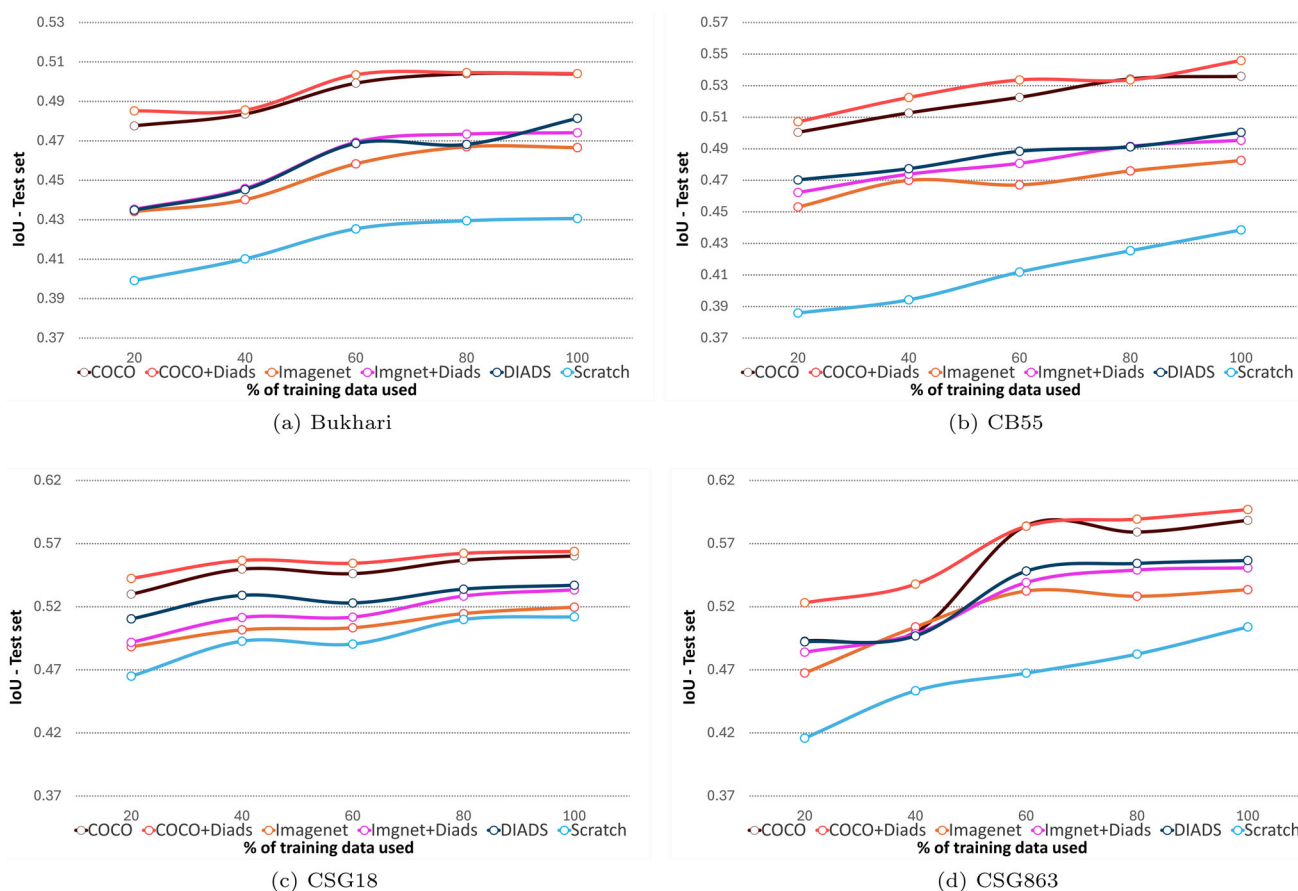 0.53
0.51
0.49
0.47
0.45
0.43
0.41
0.39
0.37
IoU - Test set
20 40 60 80 100
COCO COCO+Diads Imagenet Imgnet+Diads DIADS Scratch
% of training data used
(a) Bukhari
0.57
0.55
0.53
0.51
0.49
0.47
0.45
0.43
0.41
0.39
0.37
IoU - Test set
20 40 60 80 100
COCO COCO+Diads Imagenet Imgnet+Diads DIADS Scratch
% of training data used
(b) CB55
0.62
0.57
0.52
0.47
0.42
0.37
IoU - Test set
20 40 60 80 100
COCO COCO+Diads Imagenet Imgnet+Diads DIADS Scratch
% of training data used
(c) CSG18
0.62
0.57
0.52
0.47
0.42
0.37
IoU - Test set
20 40 60 80 100
COCO COCO+Diads Imagenet Imgnet+Diads DIADS Scratch
% of training data used
(d) CSG863